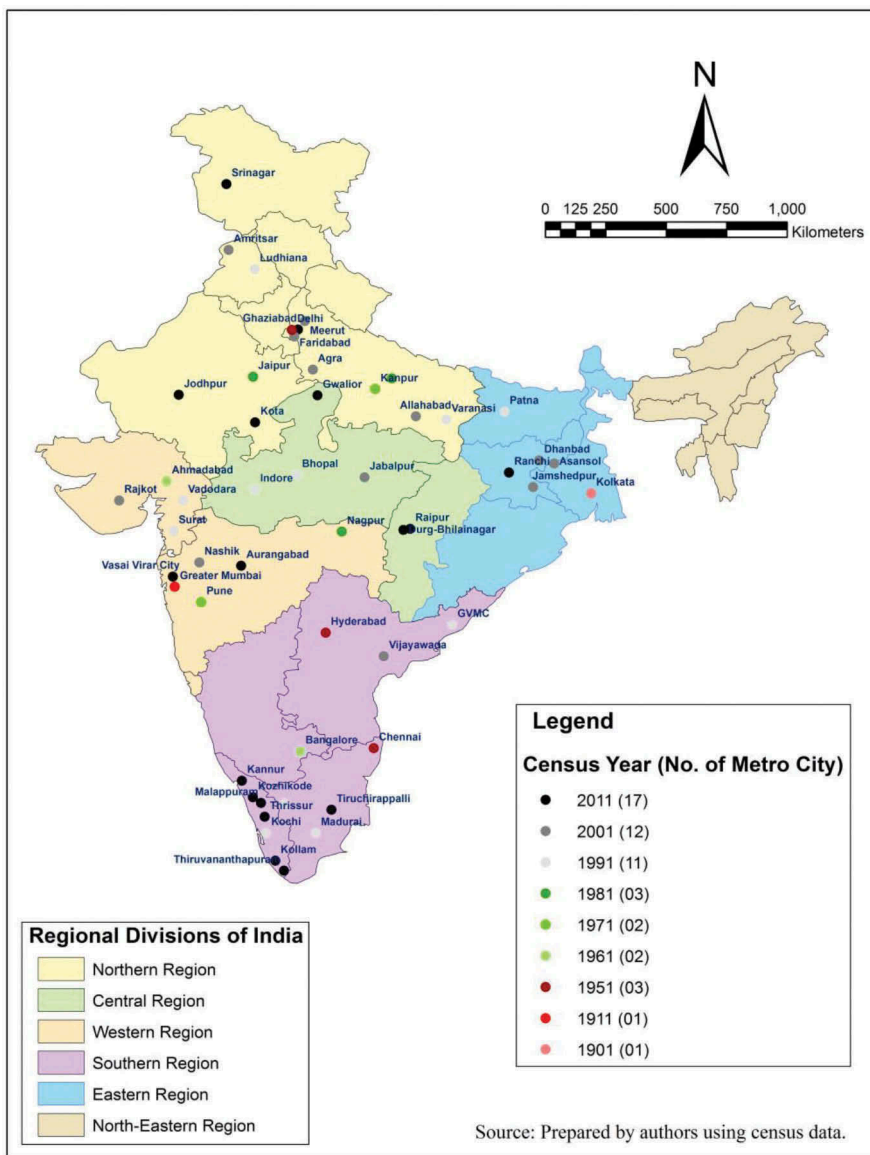 N
0 125 250 500 750 1,000
Kilometers
Srinagar
Amritsar
Ludhiana
GhaziabadDelhi
Meerut
Faridabad
Agra
Jaipur
Kanpur
Jodhpur
Gwalior
Kota
Allahabad
Varanasi
Patna
Dhanbad
Ranchi
Asansol
Jamshedpur
Kolkata
Ahmadabad
Bhopal
Jabalpur
Rajkot
Vadodara
Indore
Surat
Nagpur
Raipur
Durg-Bhilainagar
Nashik
Aurangabad
Vasai Virar City
Greater Mumbai
Pune
Hyderabad
GVMC
Vijayawada
Bangalore
Chennai
Kannur
Kozhikode
Malappuram
Thrissur
Tiruchirappalli
Kochi
Madurai
Kollam
Thiruvananthapuram
Legend
Census Year (No. of Metro City)
2011 (17)
2001 (12)
1991 (11)
1981 (03)
1971 (02)
1961 (02)
1951 (03)
1911 (01)
1901 (01)
Regional Divisions of India
Northern Region
Central Region
Western Region
Southern Region
Eastern Region
North-Eastern Region
Source: Prepared by authors using census data.